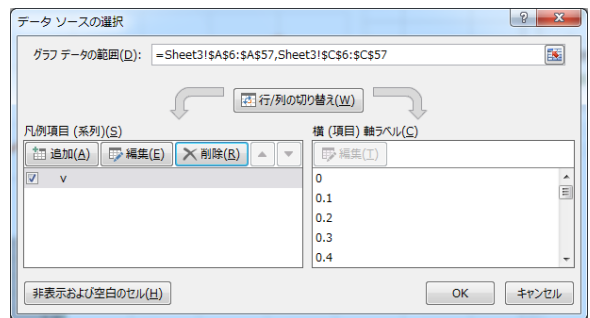 データ ソースの選択
グラフ データの範囲(D): =Sheet3!$A$6:$A$57,Sheet3!$C$6:$C$57
行/列の切り替え(W)
凡例項目 (系列)(S)
横 (項目) 軸ラベル(C)
追加(A) 編集(E) 削除(R)
編集(T)
v
0
0.1
0.2
0.3
0.4
非表示および空白のセル(H)
OK キャンセル